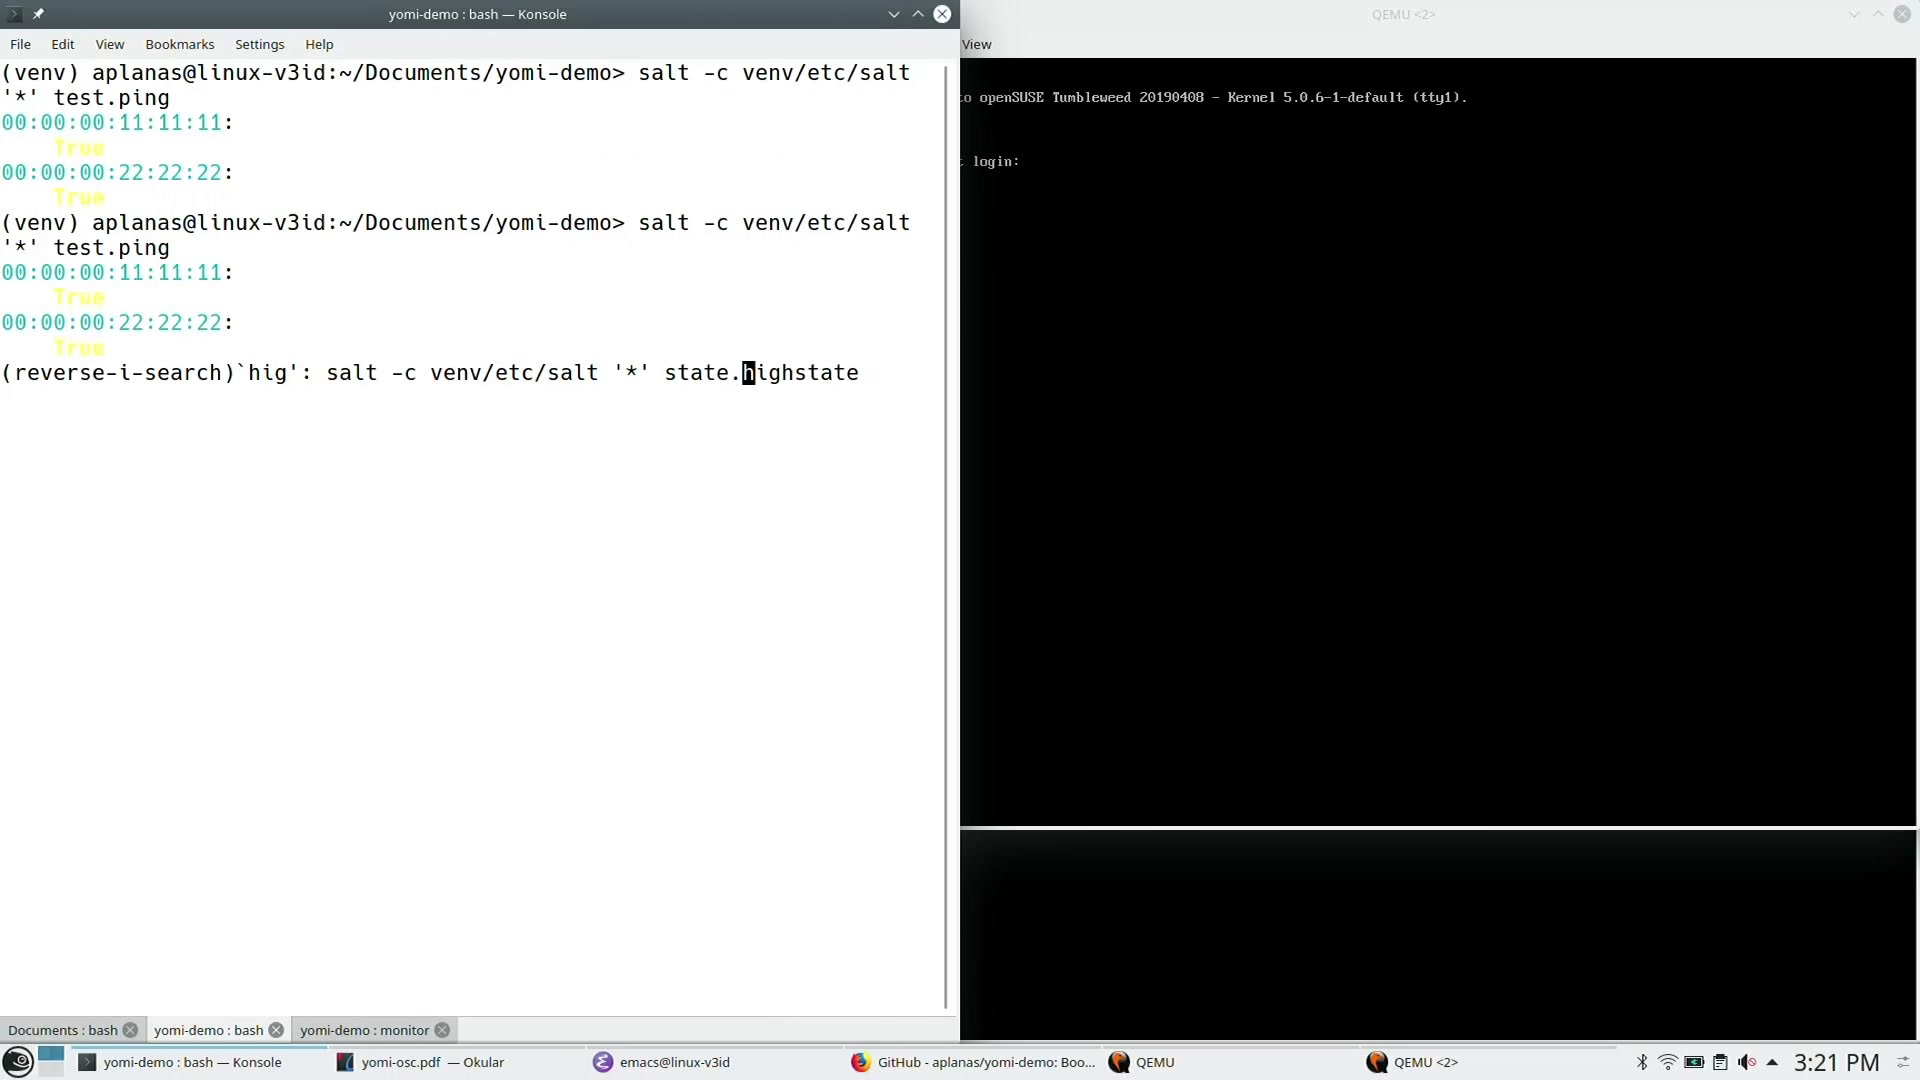 yomi-demo : bash — Konsole
QEMU <2>
File Edit View Bookmarks Settings Help
View
(venv) aplanas@linux-v3id:~/Documents/yomi-demo> salt -c venv/etc/salt
'*' test.ping
00:00:00:11:11:11:
True
00:00:00:22:22:22:
True
(venv) aplanas@linux-v3id:~/Documents/yomi-demo> salt -c venv/etc/salt
'*' test.ping
00:00:00:11:11:11:
True
00:00:00:22:22:22:
True
(reverse-i-search)`hig': salt -c venv/etc/salt '*' state.highstate
to openSUSE Tumbleweed 20190408 - Kernel 5.0.6-1-default (tty1).
t login:
Documents : bash yomi-demo : bash yomi-demo : monitor
yomi-demo : bash — Konsole yomi-osc.pdf — Okular emacs@linux-v3id GitHub - aplanas/yomi-demo: Boo... QEMU QEMU <2> 3:21 PM